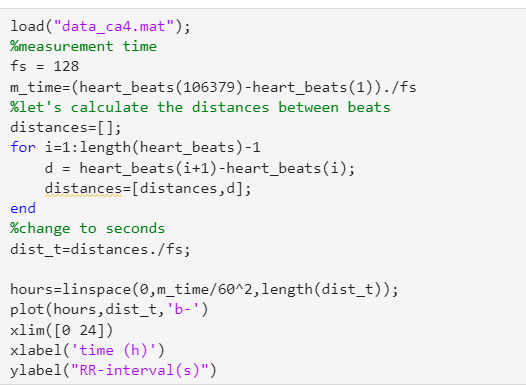 load("data_ca4.mat");
%measurement time
fs = 128
m_time=(heart_beats(106379)-heart_beats(1))./fs
%let's calculate the distances between beats
distances=[];
for i=1:length(heart_beats)-1
    d = heart_beats(i+1)-heart_beats(i);
    distances=[distances,d];
end
%change to seconds
dist_t=distances./fs;
hours=linspace(0,m_time/60^2,length(dist_t));
plot(hours,dist_t,'b-')
xlim([0 24])
xlabel('time (h)')
ylabel("RR-interval(s)")